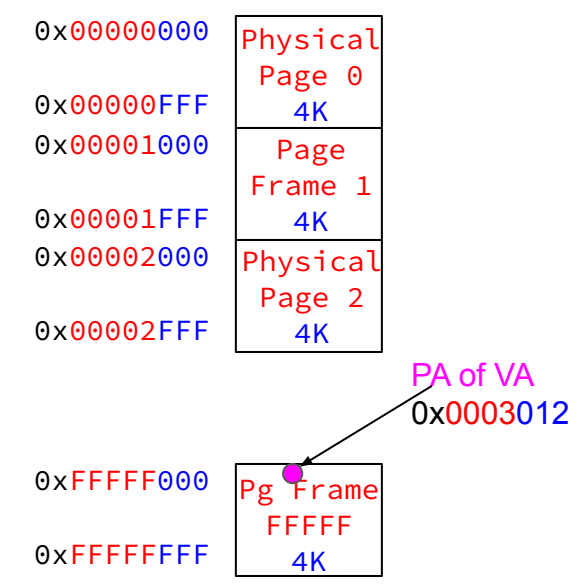 0x00000000
Physical
Page 0
0x00000FFF
4K
0x00001000
Page
Frame 1
0x00001FFF
4K
0x00002000
Physical
Page 2
0x00002FFF
4K
PA of VA
0x0003012
0xFFFFF000
Pg Frame
FFFFF
0xFFFFFFFF
4K